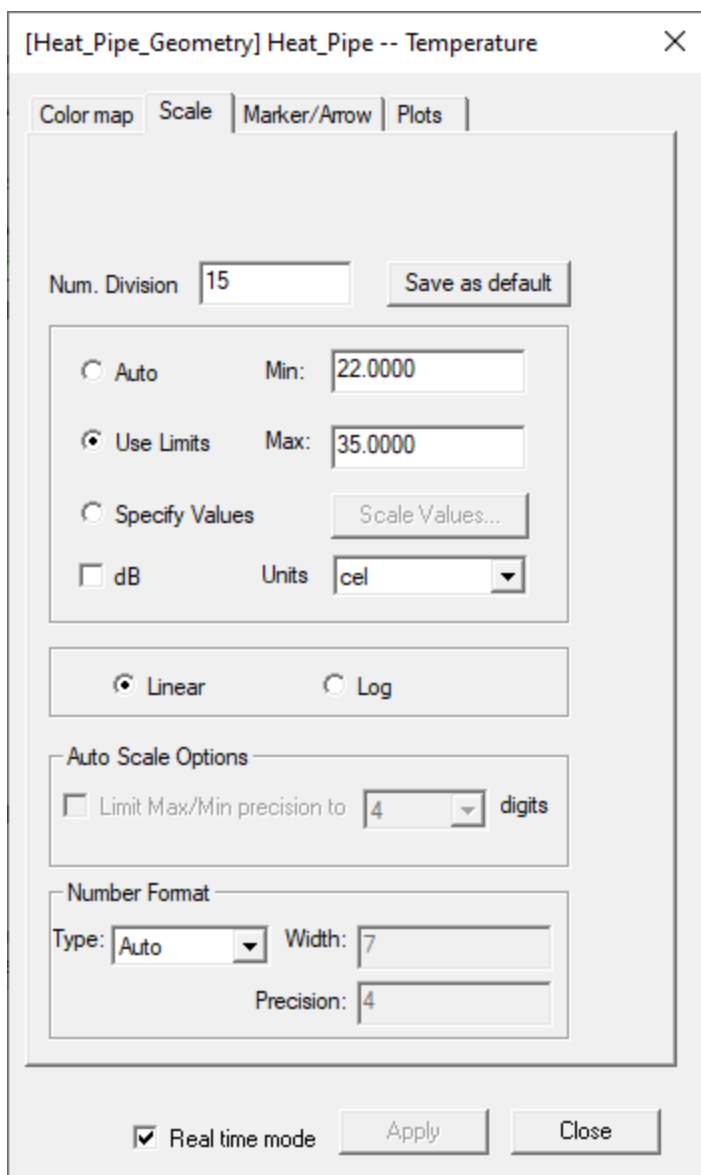 [Heat_Pipe_Geometry] Heat_Pipe -- Temperature
Color map Scale Marker/Arrow Plots
Num. Division 15 Save as default
Auto Min: 22.0000
Use Limits Max: 35.0000
Specify Values Scale Values...
dB Units cel
Linear Log
Auto Scale Options
Limit Max/Min precision to 4 digits
Number Format
Type: Auto Width: 7
Precision: 4
Real time mode Apply Close